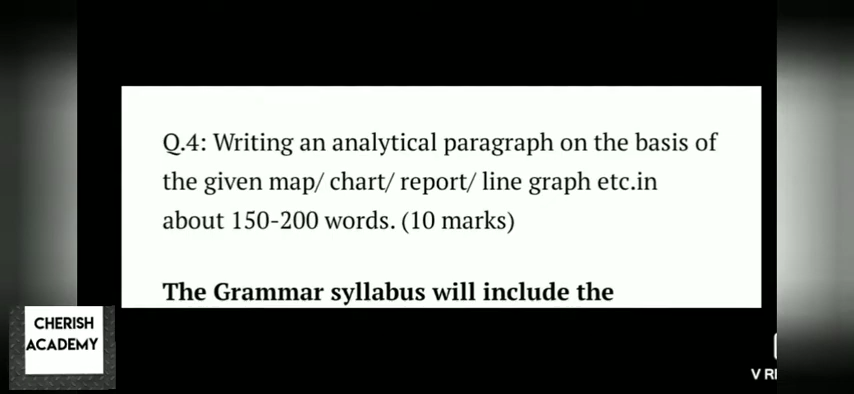 Q.4: Writing an analytical paragraph on the basis of
the given map/ chart/ report/ line graph etc.in
about 150-200 words. (10 marks)
The Grammar syllabus will include the
CHERISH
ACADEMY